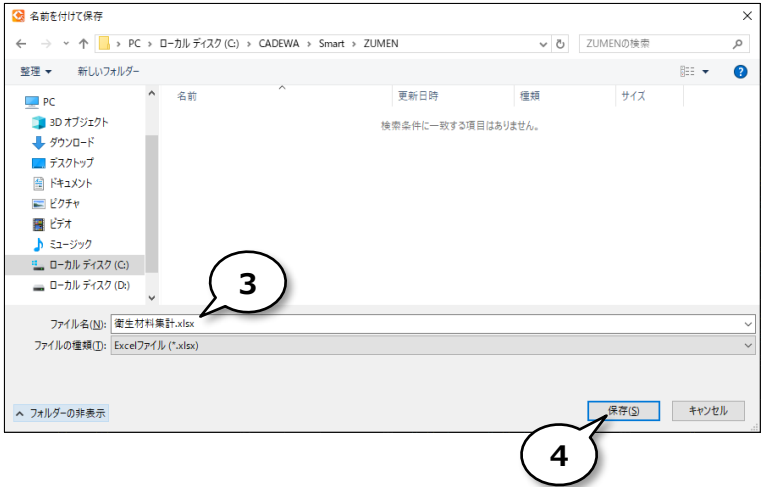 名前を付けて保存
PC › ローカル ディスク (C:) › CADEWA › Smart › ZUMEN
ZUMENの検索
整理 新しいフォルダー
名前 更新日時 種類 サイズ
検索条件に一致する項目はありません。
PC
3D オブジェクト
ダウンロード
デスクトップ
ドキュメント
ピクチャ
ビデオ
ミュージック
ローカル ディスク (C:)
ローカル ディスク (D:)
3
ファイル名(N): 衛生材料集計.xlsx
ファイルの種類(T): Excelファイル (*.xlsx)
フォルダーの非表示
保存(S) キャンセル
4